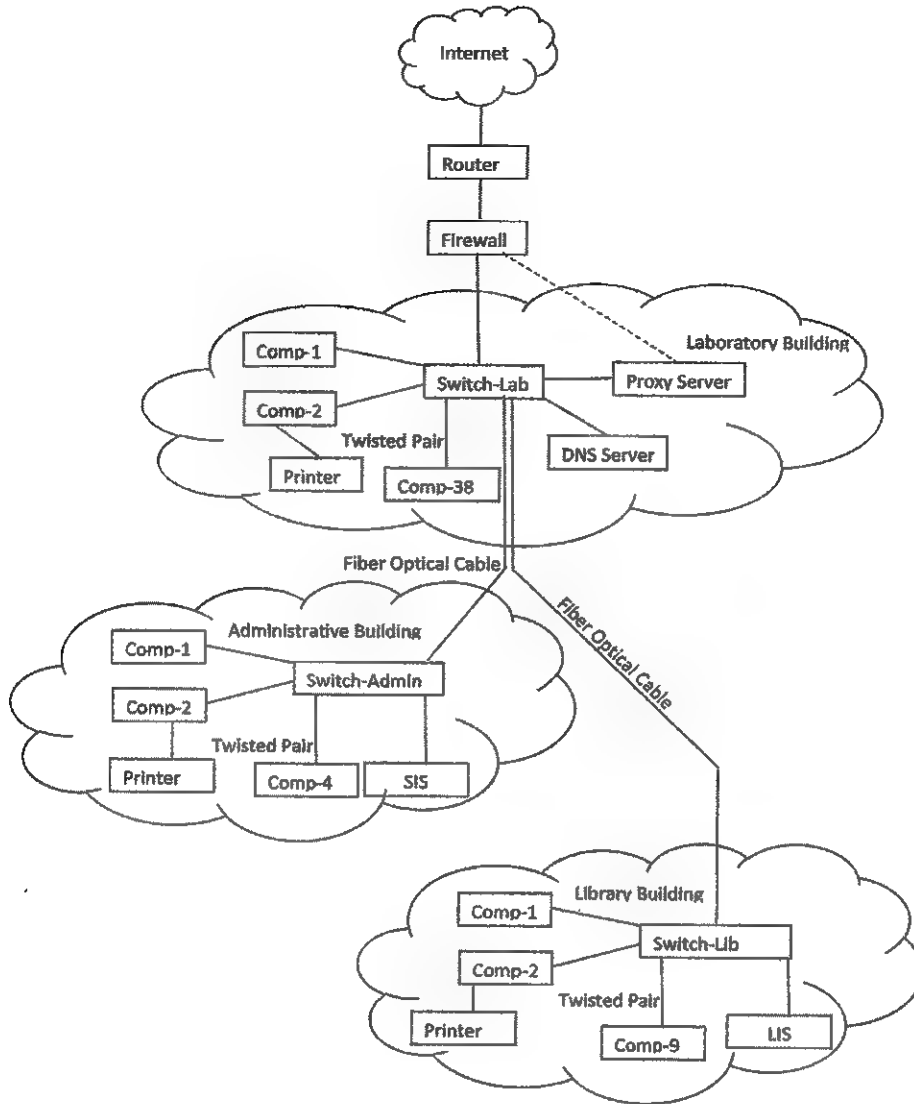 Internet
Router
Firewall
Laboratory Building
Comp-1
Switch-Lab
Proxy Server
Comp-2
Twisted Pair
DNS Server
Printer
Comp-38
Fiber Optical Cable
Fiber Optical Cable
Administrative Building
Comp-1
Switch-Admin
Comp-2
Twisted Pair
Printer
Comp-4
SIS
Library Building
Comp-1
Switch-Lib
Comp-2
Twisted Pair
Printer
Comp-9
LIS